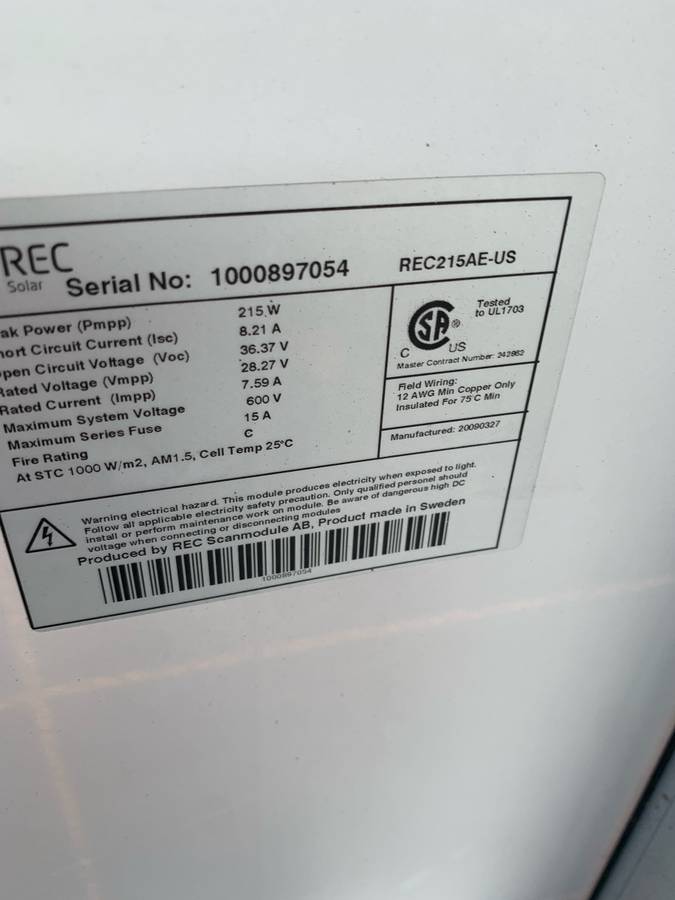 REC
Solar
Serial No: 1000897054
REC215AE-US
ak Power (Pmpp) 215 W
hort Circuit Current (Isc) 8.21 A
pen Circuit Voltage (Voc) 36.37 V
Rated Voltage (Vmpp) 28.27 V
Rated Current (Impp) 7.59 A
Maximum System Voltage 600 V
Maximum Series Fuse 15 A
Fire Rating C
At STC 1000 W/m2, AM1.5, Cell Temp 25°C
SA ®
C US
Tested
to UL1703
Master Contract Number: 242982
Field Wiring:
12 AWG Min Copper Only
Insulated For 75°C Min
Manufactured: 20090327
Warning electrical hazard. This module produces electricity when exposed to light.
Follow all applicable electricity safety precaution. Only qualified personel should
install or perform maintenance work on module. Be aware of dangerous high DC
voltage when connecting or disconnecting modules
Produced by REC Scanmodule AB, Product made in Sweden
1000897054